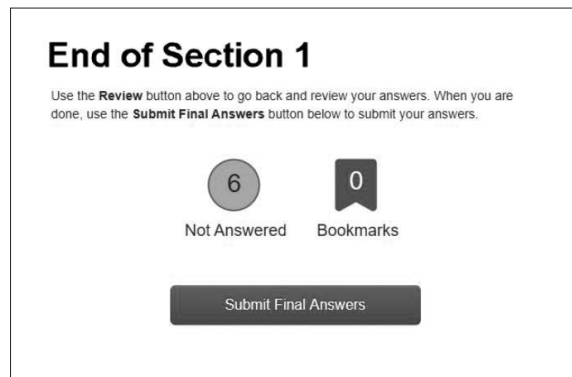 End of Section 1
Use the Review button above to go back and review your answers. When you are
done, use the Submit Final Answers button below to submit your answers.
6
0
Not Answered
Bookmarks
Submit Final Answers